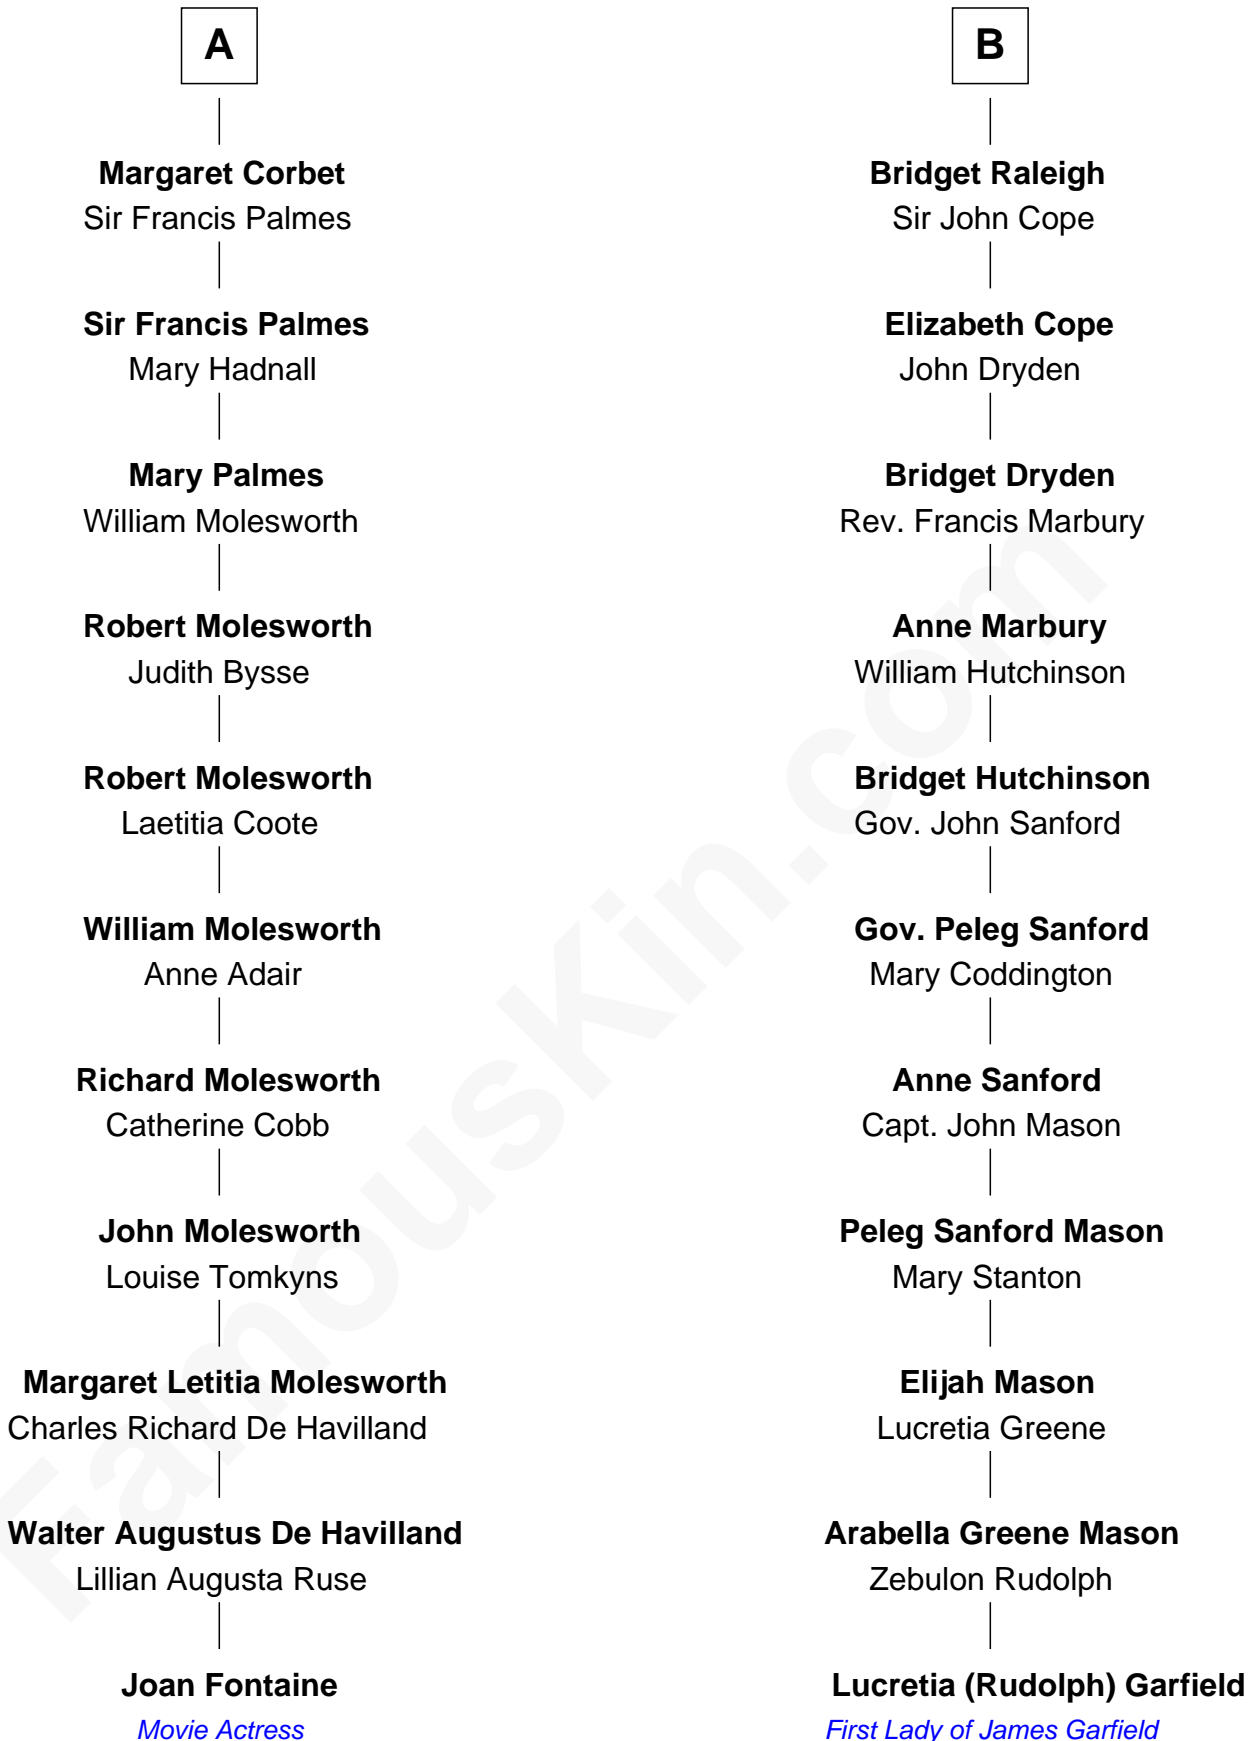 A
Margaret Corbet
Sir Francis Palmes
Sir Francis Palmes
Mary Hadnall
Mary Palmes
William Molesworth
Robert Molesworth
Judith Bysse
Robert Molesworth
Laetitia Coote
William Molesworth
Anne Adair
Richard Molesworth
Catherine Cobb
John Molesworth
Louise Tomkyns
Margaret Letitia Molesworth
Charles Richard De Havilland
Walter Augustus De Havilland
Lillian Augusta Ruse
Joan Fontaine
Movie Actress
B
Bridget Raleigh
Sir John Cope
Elizabeth Cope
John Dryden
Bridget Dryden
Rev. Francis Marbury
Anne Marbury
William Hutchinson
Bridget Hutchinson
Gov. John Sanford
Gov. Peleg Sanford
Mary Coddington
Anne Sanford
Capt. John Mason
Peleg Sanford Mason
Mary Stanton
Elijah Mason
Lucretia Greene
Arabella Greene Mason
Zebulon Rudolph
Lucretia (Rudolph) Garfield
First Lady of James Garfield
FamousKin.com